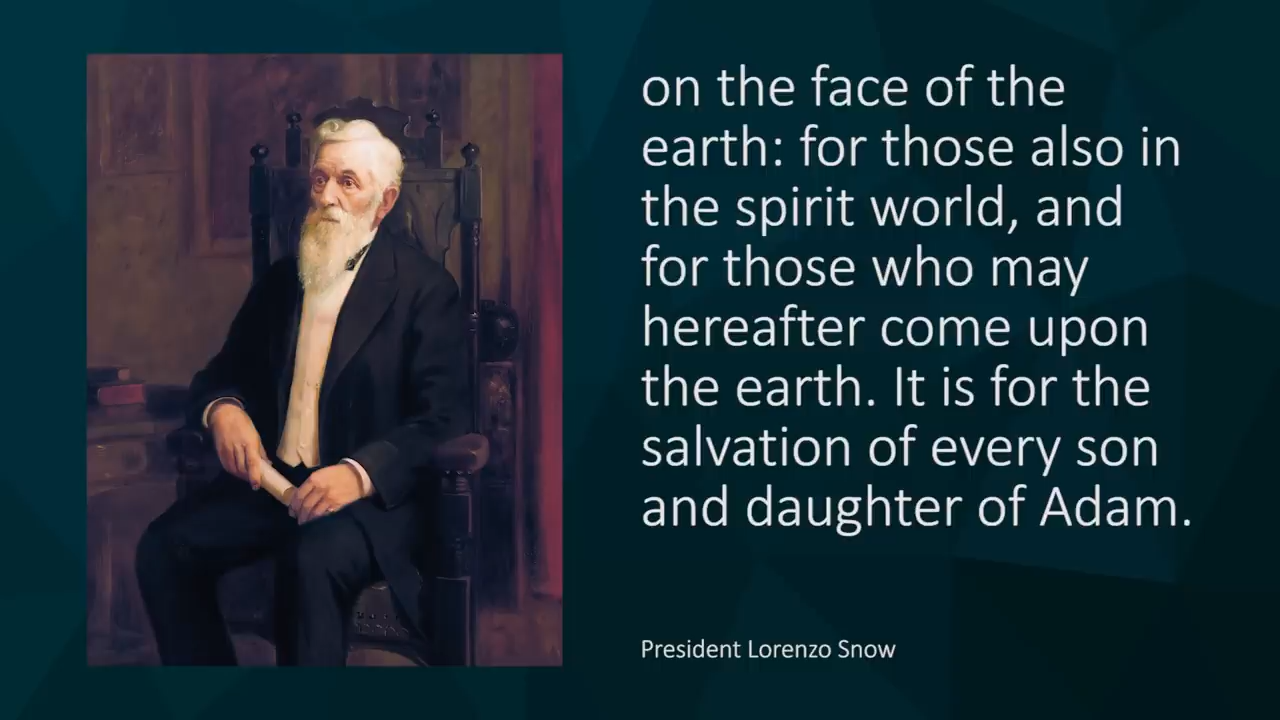 on the face of the
earth: for those also in
the spirit world, and
for those who may
hereafter come upon
the earth. It is for the
salvation of every son
and daughter of Adam.
President Lorenzo Snow